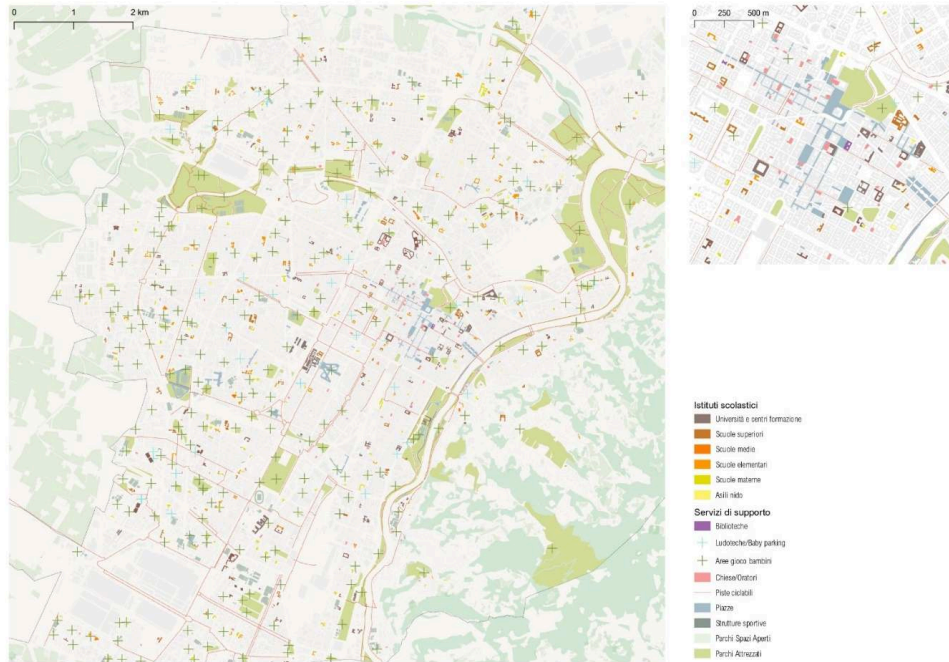 0 1 2 km
0 250 500 m
Istituti scolastici
Università e centri formazione
Scuole superiori
Scuole medie
Scuole elementari
Scuole materne
Asili nido
Servizi di supporto
Biblioteche
Ludoteche/Baby parking
Aree gioco bambini
Chiese/Oratori
Piste ciclabili
Piazze
Strutture sportive
Parchi Spazi Aperti
Parchi Attrezzati